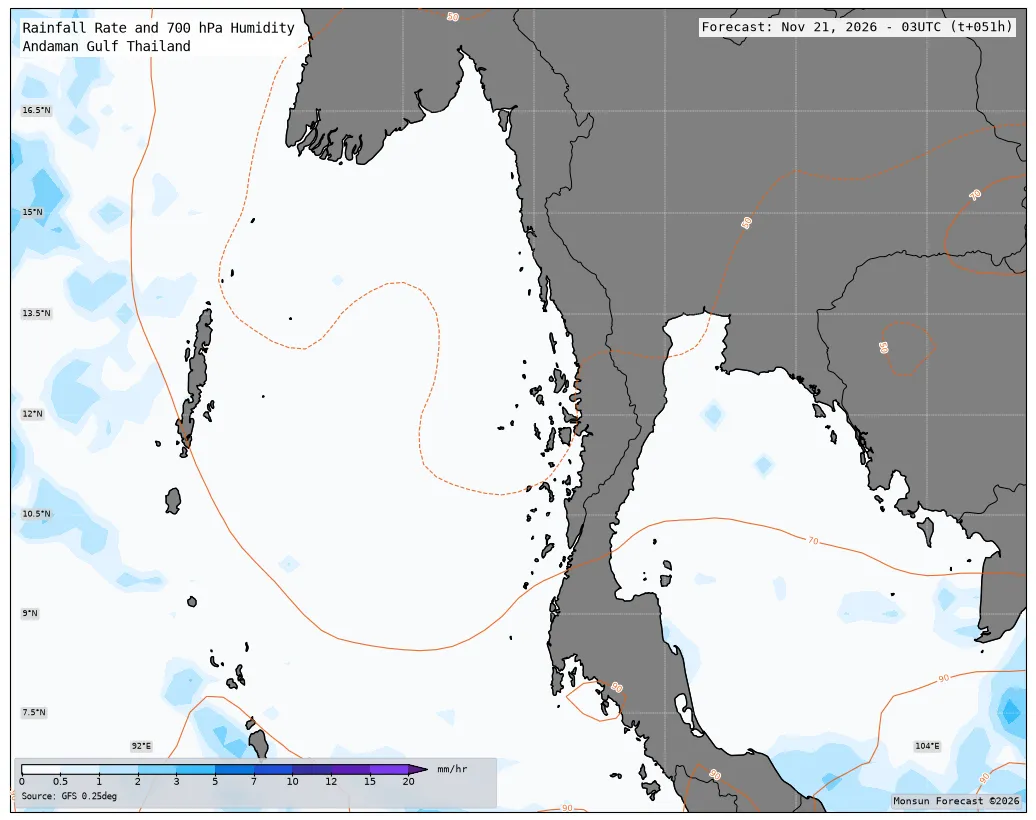 Rainfall Rate and 700 hPa Humidity
Andaman Gulf Thailand
Forecast: Nov 21, 2026 - 03UTC (t+051h)
50
16.5°N
70
15°N
50
13.5°N
50
12°N
10.5°N
70
9°N
90
90
7.5°N
92°E
104°E
90
90
mm/hr
0 0.5 1 2 3 5 7 10 12 15 20
Source: GFS 0.25deg
90
Monsun Forecast ©2026